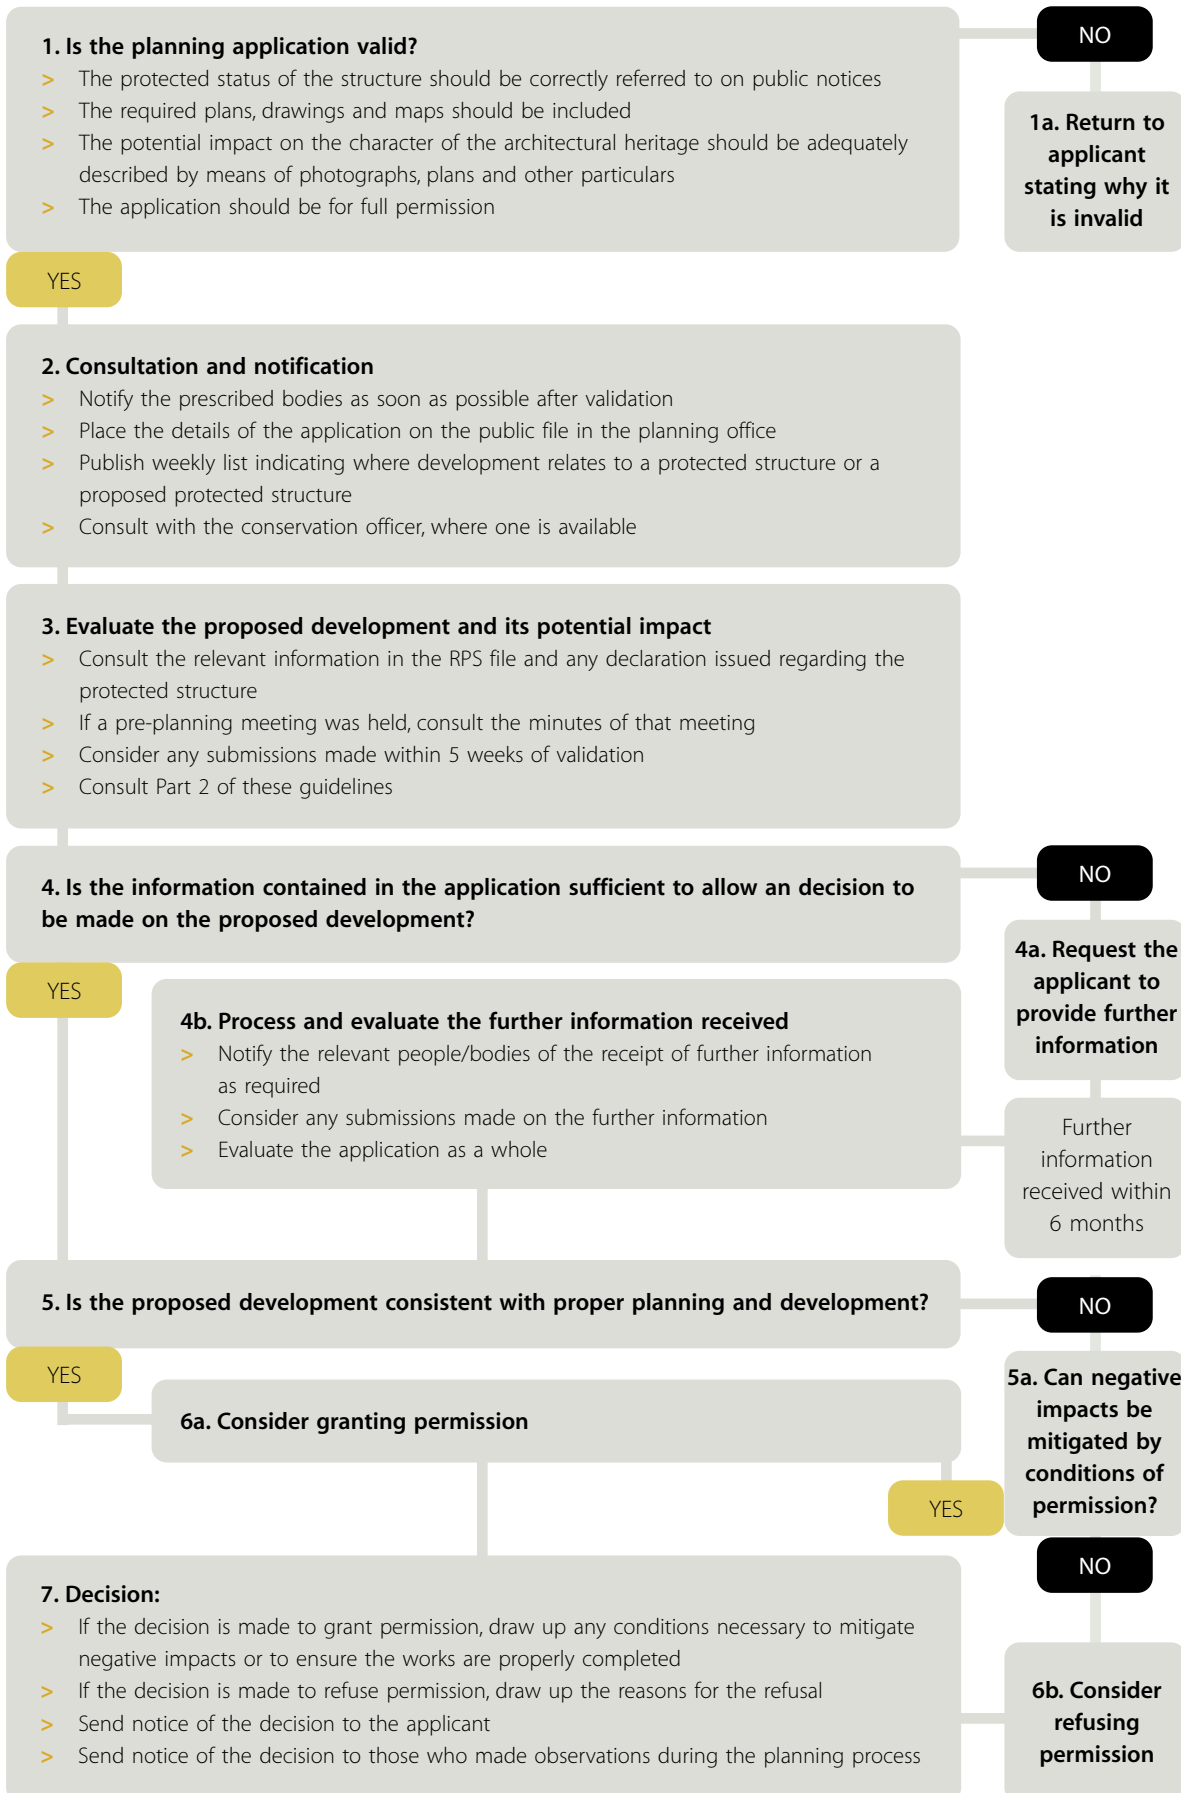 1. Is the planning application valid?
> The protected status of the structure should be correctly referred to on public notices
> The required plans, drawings and maps should be included
> The potential impact on the character of the architectural heritage should be adequately
described by means of photographs, plans and other particulars
> The application should be for full permission
NO
1a. Return to
applicant
stating why it
is invalid
YES
2. Consultation and notification
> Notify the prescribed bodies as soon as possible after validation
> Place the details of the application on the public file in the planning office
> Publish weekly list indicating where development relates to a protected structure or a
proposed protected structure
> Consult with the conservation officer, where one is available
3. Evaluate the proposed development and its potential impact
> Consult the relevant information in the RPS file and any declaration issued regarding the
protected structure
> If a pre-planning meeting was held, consult the minutes of that meeting
> Consider any submissions made within 5 weeks of validation
> Consult Part 2 of these guidelines
4. Is the information contained in the application sufficient to allow an decision to
be made on the proposed development?
NO
4a. Request the
applicant to
provide further
information
YES
4b. Process and evaluate the further information received
> Notify the relevant people/bodies of the receipt of further information
as required
> Consider any submissions made on the further information
> Evaluate the application as a whole
Further
information
received within
6 months
5. Is the proposed development consistent with proper planning and development?
NO
5a. Can negative
impacts be
mitigated by
conditions of
permission?
YES
6a. Consider granting permission
YES
NO
7. Decision:
> If the decision is made to grant permission, draw up any conditions necessary to mitigate
negative impacts or to ensure the works are properly completed
> If the decision is made to refuse permission, draw up the reasons for the refusal
> Send notice of the decision to the applicant
> Send notice of the decision to those who made observations during the planning process
6b. Consider
refusing
permission